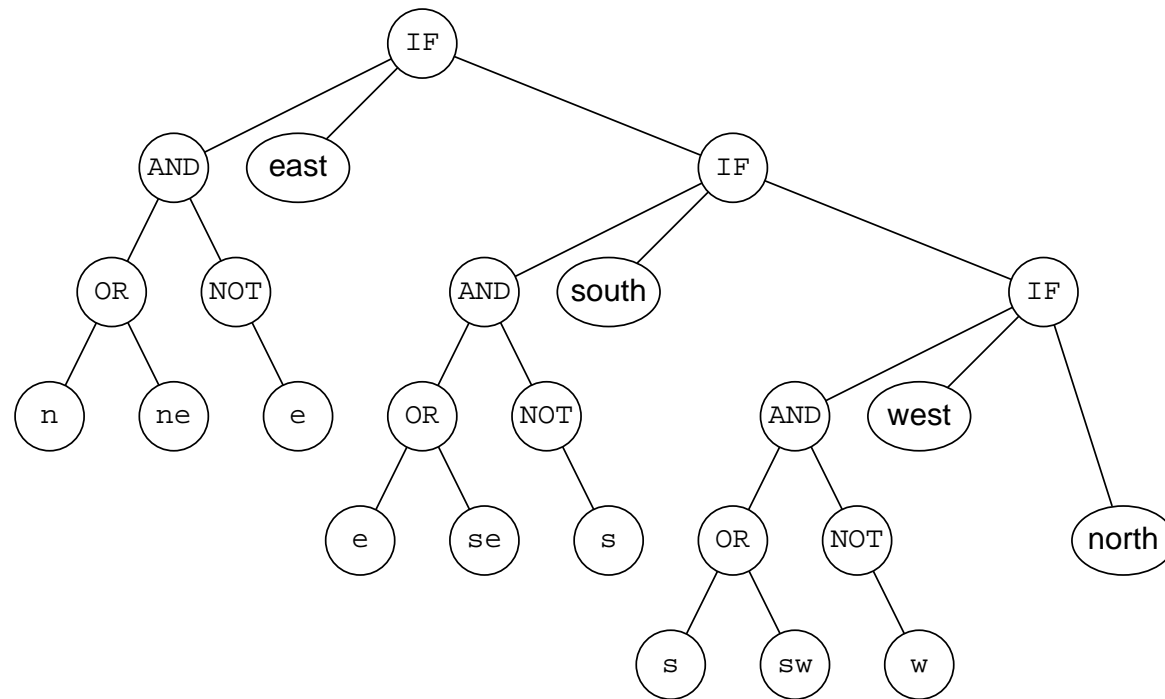 IF
AND east IF
OR NOT AND south IF
n ne e OR NOT AND west
e se s OR NOT north
s sw w